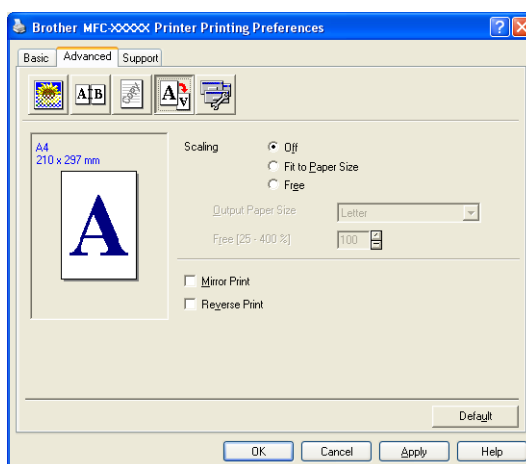 Brother MFC-XXXXX Printer Printing Preferences
Basic Advanced Support
A B
A
A4
210 x 297 mm
A
Scaling
Off
Fit to Paper Size
Free
Output Paper Size Letter
Free [25 - 400 %] 100
Mirror Print
Reverse Print
Default
OK Cancel Apply Help